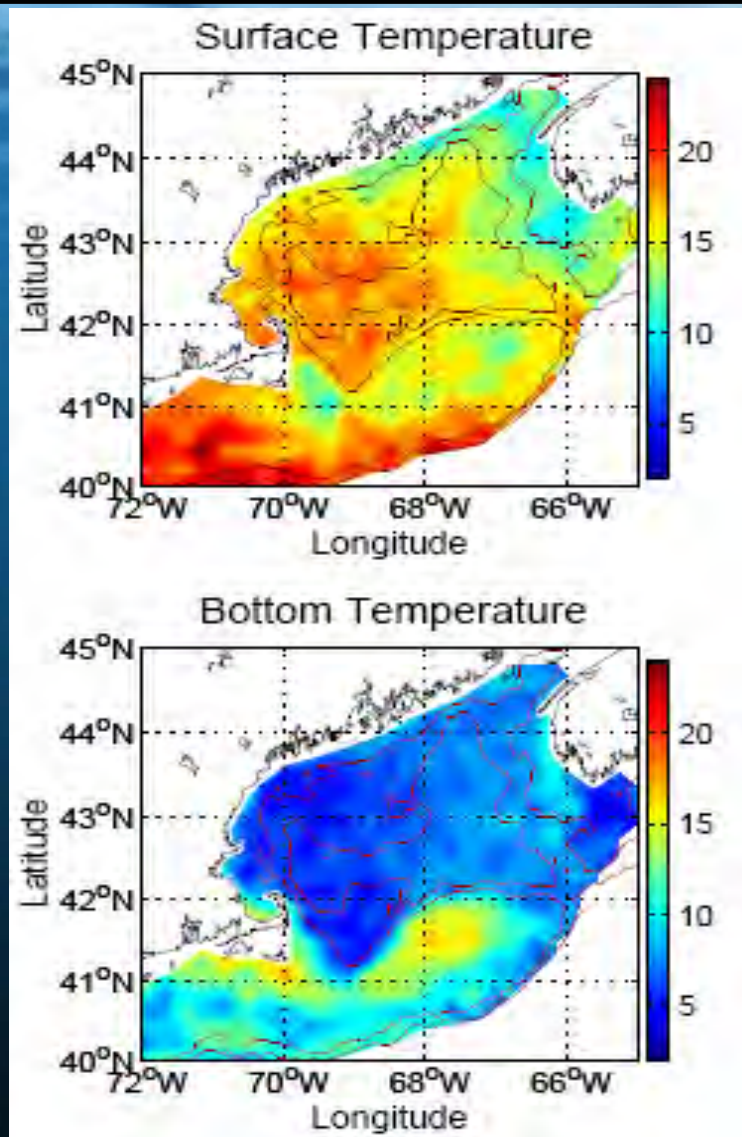 Surface Temperature
45°N
44°N
43°N
42°N
41°N
40°N
Latitude
72°W 70°W 68°W 66°W
Longitude
20
15
10
5
Bottom Temperature
45°N
44°N
43°N
42°N
41°N
40°N
Latitude
72°W 70°W 68°W 66°W
Longitude
20
15
10
5